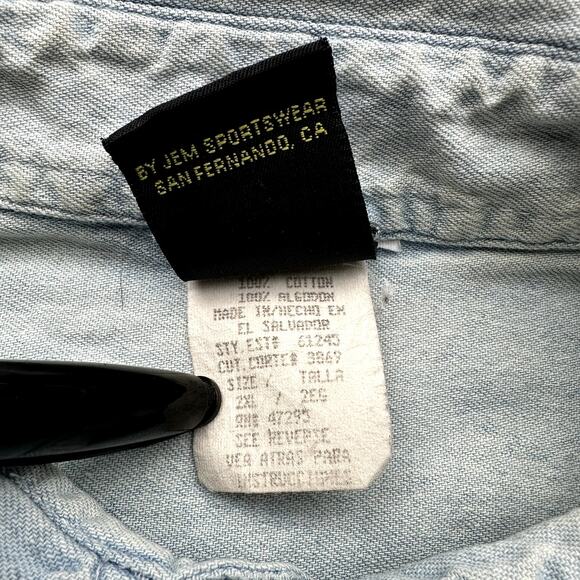 BY JEM SPORTSWEAR
SAN FERNANDO, CA
100% COTTON
100% ALGODON
MADE IN/HECHO EN
EL SALVADOR
STY.EST# 61245
CUT.CORTE# 3869
SIZE / TALLA
2XL / 2EG
RN# 47295
SEE REVERSE
VEA ATRAS PARA
INSTRUCCIONES